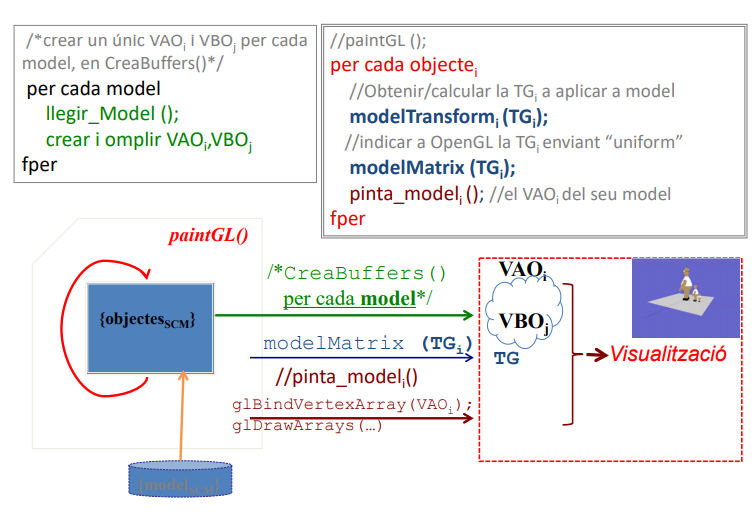 /*crear un únic VAOi i VBOj per cada
model, en CreaBuffers()*/
per cada model
llegir_Model ();
crear i omplir VAOi,VBOj
fper
//paintGL ();
per cada objectei
//Obtenir/calcular la TGi a aplicar a model
modelTransformi (TGi);
//indicar a OpenGL la TGi enviant “uniform”
modelMatrix (TGi);
pinta_modeli (); //el VAOi del seu model
fper
paintGL()
{objectesSCM}
/*CreaBuffers()
per cada model*/
modelMatrix (TGi)
//pinta_modeli()
glBindVertexArray(VAOi);
glDrawArrays(…)
VAOi
VBOj
TG
Visualització